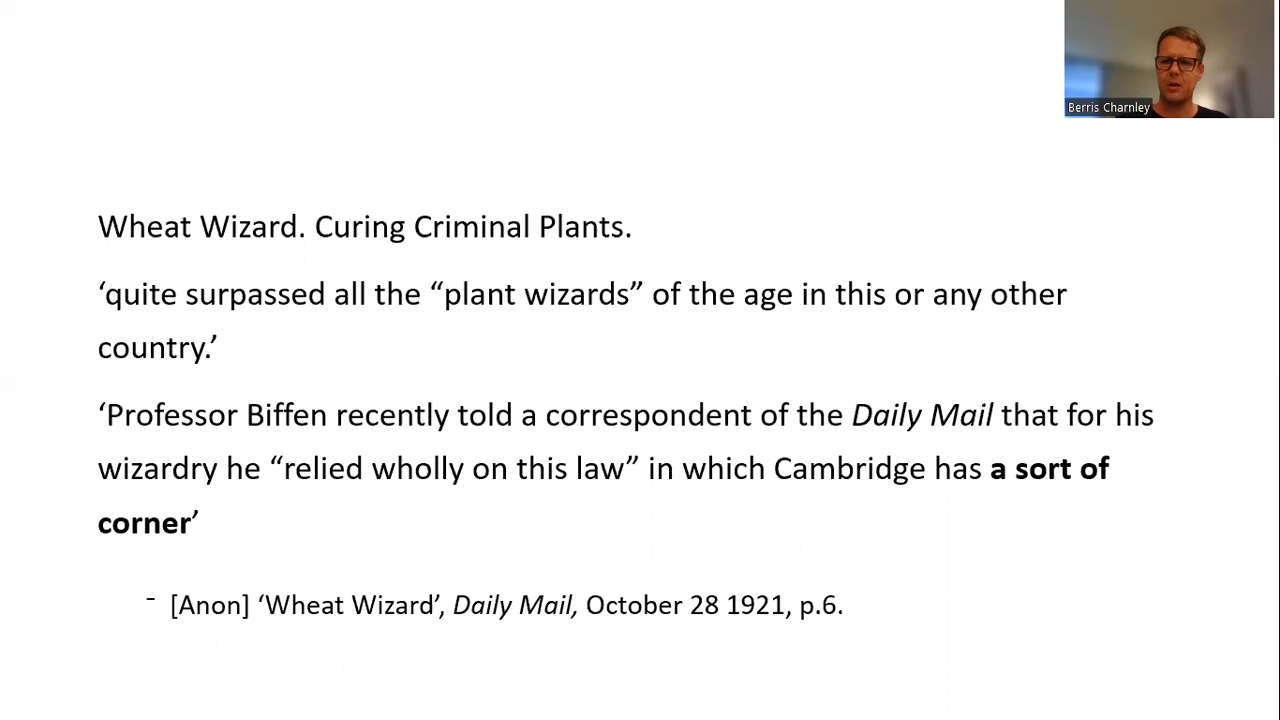 Berris Charnley
Wheat Wizard. Curing Criminal Plants.
‘quite surpassed all the “plant wizards” of the age in this or any other
country.’
‘Professor Biffen recently told a correspondent of the Daily Mail that for his
wizardry he “relied wholly on this law” in which Cambridge has a sort of
corner’
- [Anon] ‘Wheat Wizard’, Daily Mail, October 28 1921, p.6.